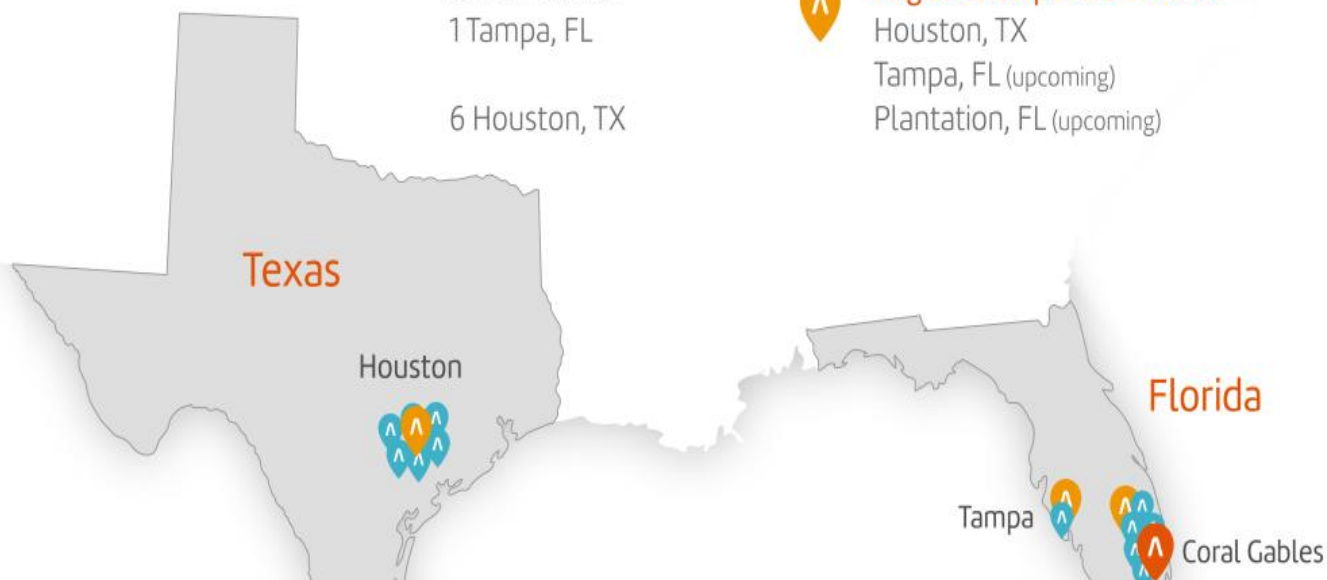 1 Tampa, FL
6 Houston, TX
Houston, TX
Tampa, FL (upcoming)
Plantation, FL (upcoming)
Texas
Houston
Florida
Tampa
Coral Gables